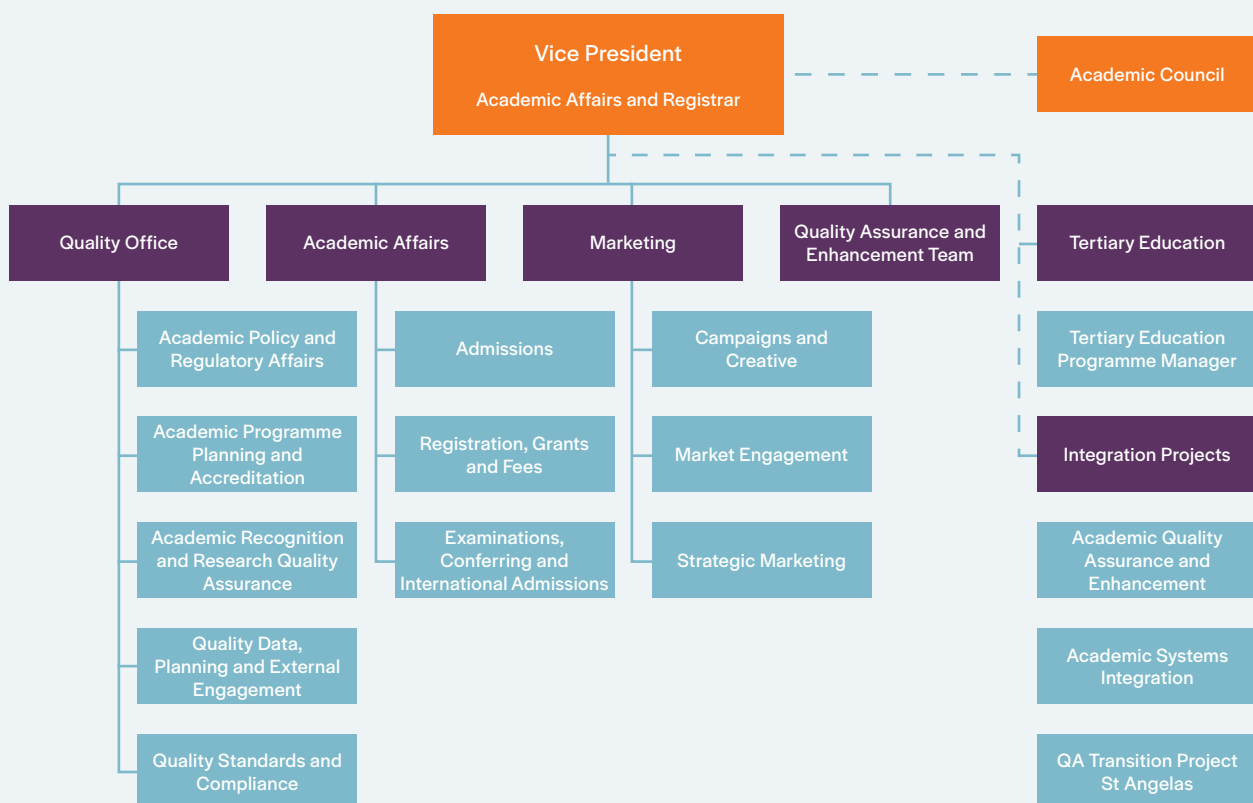 Vice President
Academic Affairs and Registrar
Academic Council
Quality Office
Academic Affairs
Marketing
Quality Assurance and
Enhancement Team
Tertiary Education
Academic Policy and
Regulatory Affairs
Admissions
Campaigns and
Creative
Tertiary Education
Programme Manager
Academic Programme
Planning and
Accreditation
Registration, Grants
and Fees
Market Engagement
Integration Projects
Academic Recognition
and Research Quality
Assurance
Examinations,
Conferring and
International Admissions
Strategic Marketing
Academic Quality
Assurance and
Enhancement
Quality Data,
Planning and External
Engagement
Academic Systems
Integration
Quality Standards and
Compliance
QA Transition Project
St Angelas